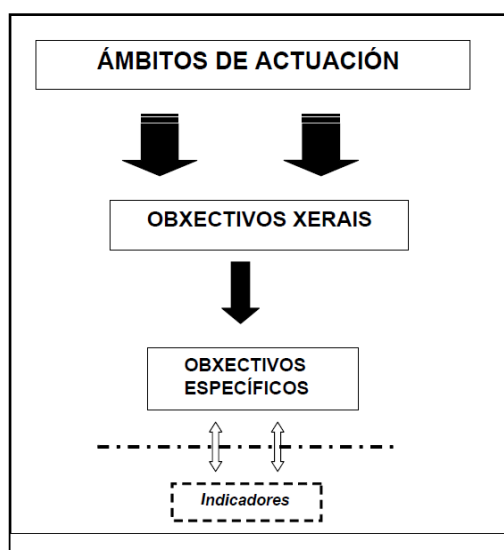 ÁMBITOS DE ACTUACIÓN
OBXECTIVOS XERAIS
OBXECTIVOS
ESPECÍFICOS
Indicadores